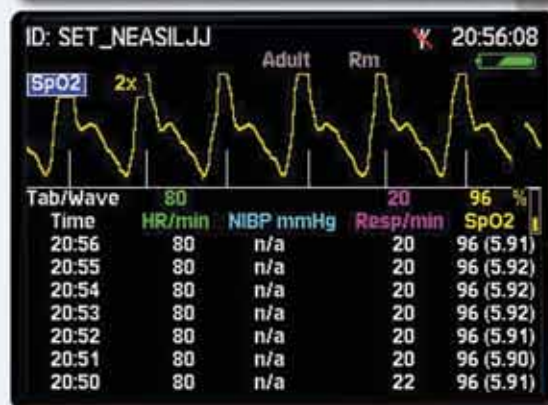 ID: SET_NEASILJJ 20:56:08
Adult Rm
SpO2 2x
Tab/Wave 80 20 96 %
Time HR/min NIBP mmHg Resp/min SpO2
20:56 80 n/a 20 96 (5.91)
20:55 80 n/a 20 96 (5.92)
20:54 80 n/a 20 96 (5.92)
20:53 80 n/a 20 96 (5.92)
20:52 80 n/a 20 96 (5.91)
20:51 80 n/a 20 96 (5.90)
20:50 80 n/a 22 96 (5.91)